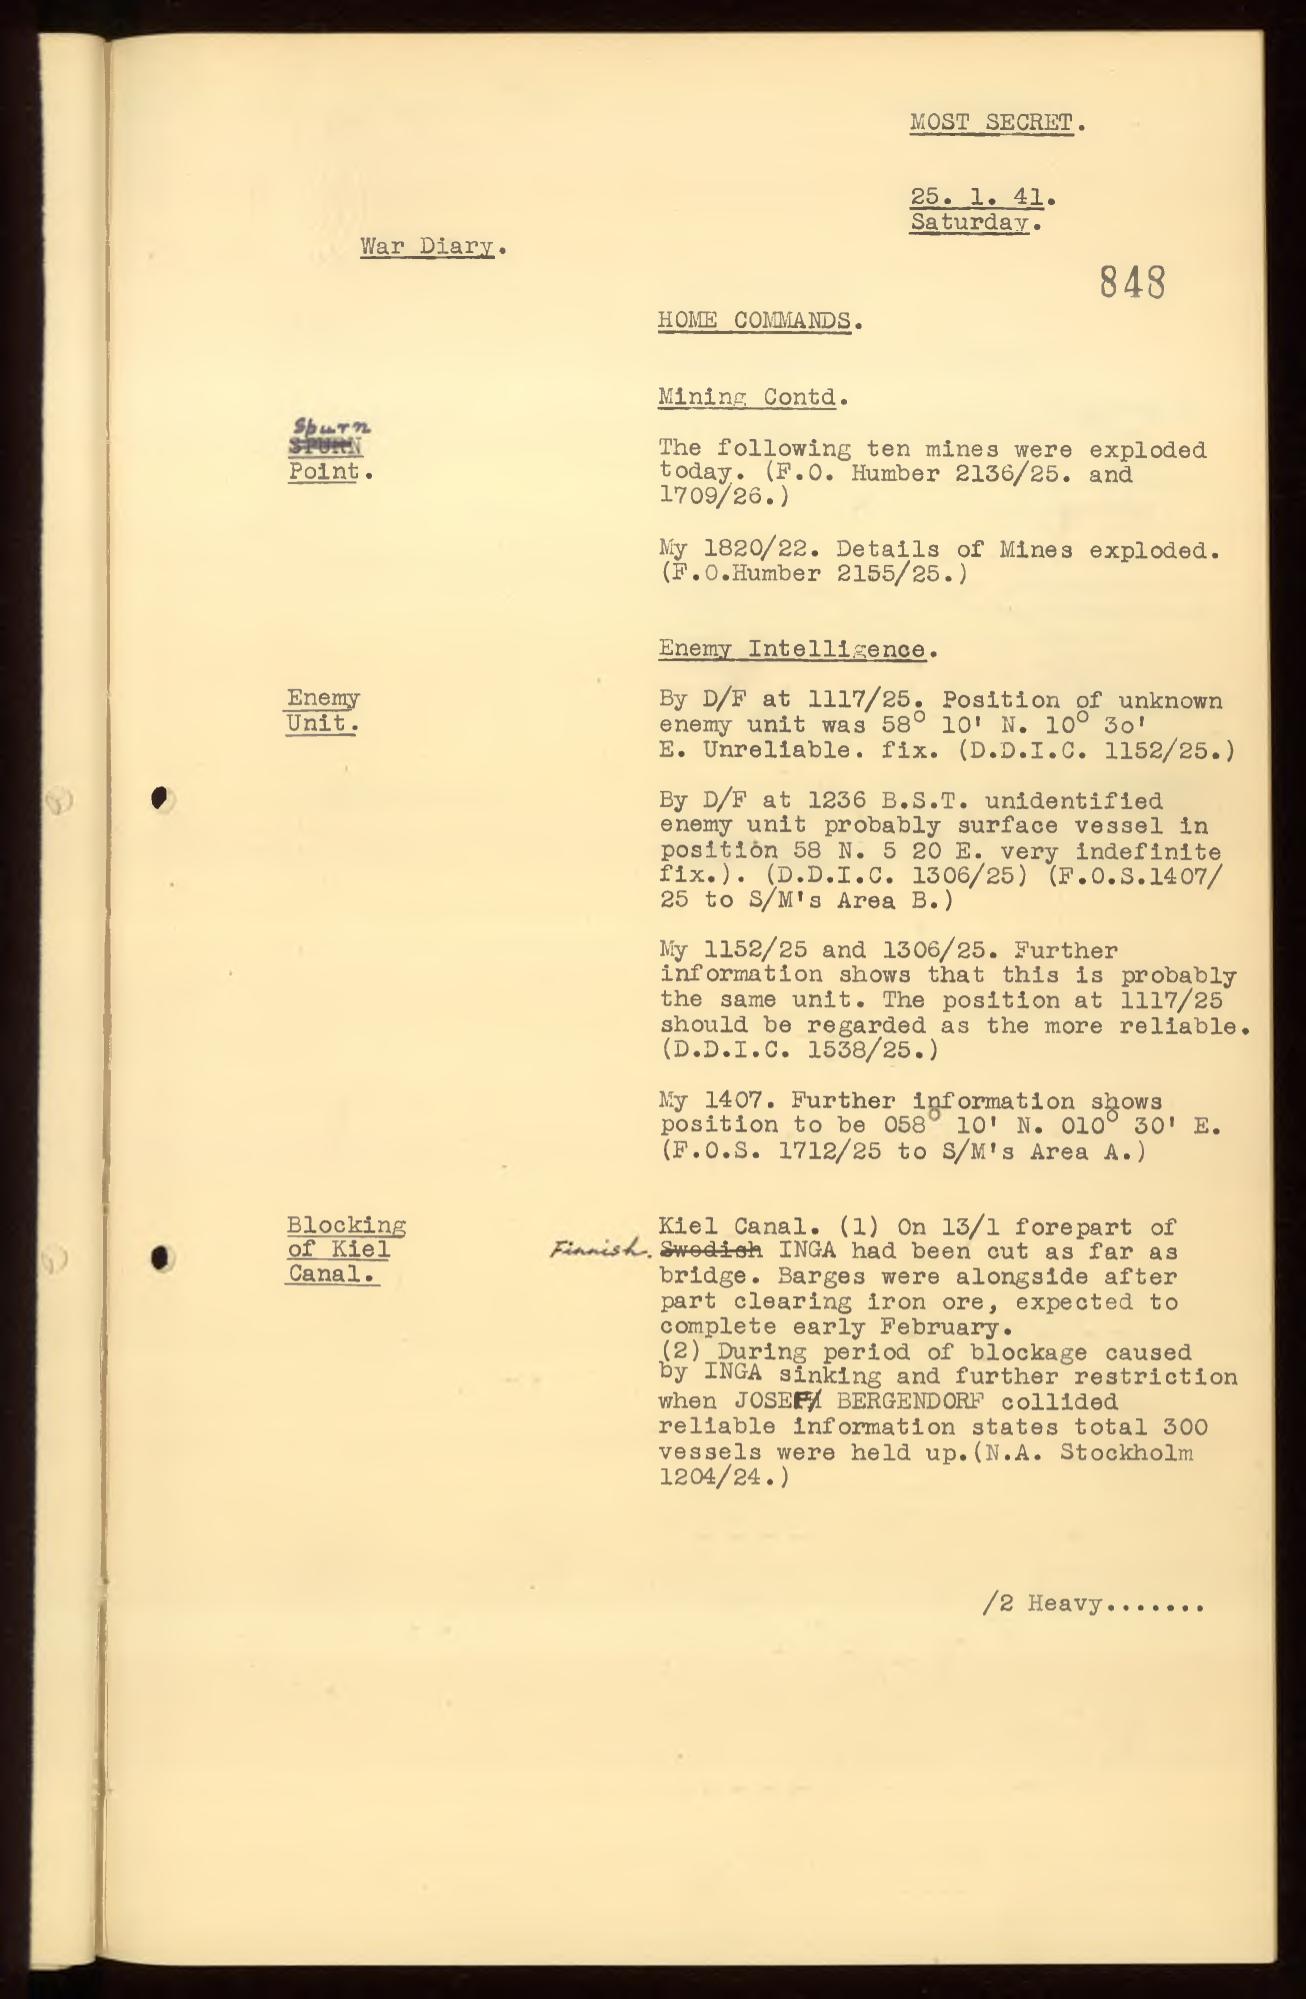 MOST SECRET.
25. 1. 41.
Saturday.
War Diary.
848
HOME COMMANDS.
Mining Contd.
Spurn
SPURN
Point.
The following ten mines were exploded
today. (F.O. Humber 2136/25. and
1709/26.)
My 1820/22. Details of Mines exploded.
(F.O.Humber 2155/25.)
Enemy Intelligence.
Enemy
Unit.
By D/F at 1117/25. Position of unknown
enemy unit was 58° 10' N. 10° 3o'
E. Unreliable. fix. (D.D.I.C. 1152/25.)
By D/F at 1236 B.S.T. unidentified
enemy unit probably surface vessel in
position 58 N. 5 20 E. very indefinite
fix.). (D.D.I.C. 1306/25) (F.O.S.1407/
25 to S/M's Area B.)
My 1152/25 and 1306/25. Further
information shows that this is probably
the same unit. The position at 1117/25
should be regarded as the more reliable.
(D.D.I.C. 1538/25.)
My 1407. Further information shows
position to be 058° 10' N. 010° 30' E.
(F.O.S. 1712/25 to S/M's Area A.)
Blocking
of Kiel
Canal.
Kiel Canal. (1) On 13/1 forepart of
Finnish. Swedish INGA had been cut as far as
bridge. Barges were alongside after
part clearing iron ore, expected to
complete early February.
(2) During period of blockage caused
by INGA sinking and further restriction
when JOSEF BERGENDORF collided
reliable information states total 300
vessels were held up.(N.A. Stockholm
1204/24.)
/2 Heavy.......